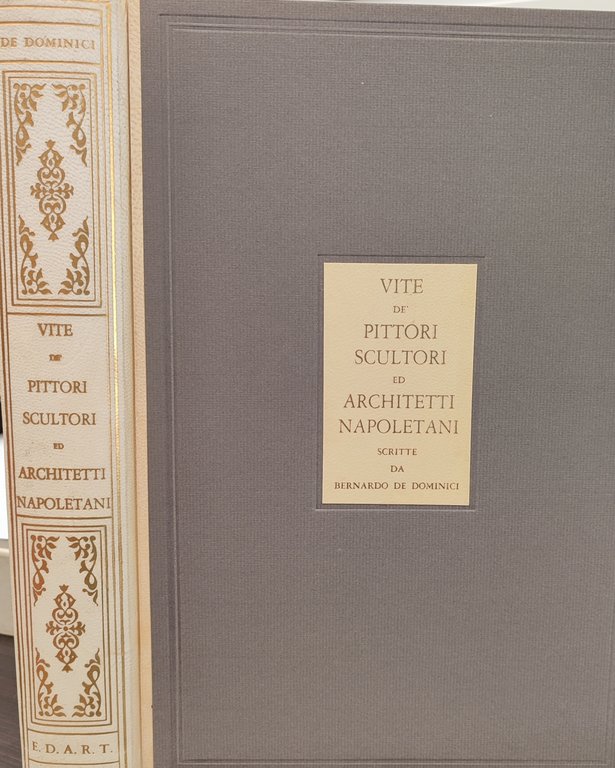 DE DOMINICI
VITE
DE'
PITTORI
SCULTORI
ED
ARCHITETTI
NAPOLETANI
E. D. A. R. T.
VITE
DE'
PITTORI
SCULTORI
ED
ARCHITETTI
NAPOLETANI
SCRITTE
DA
BERNARDO DE DOMINICI